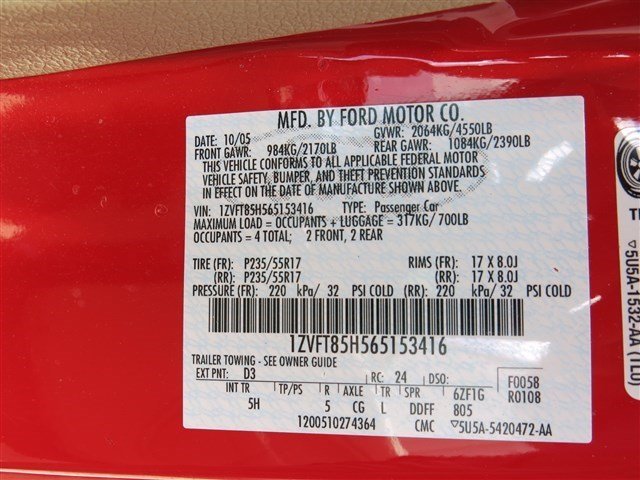 MFD. BY FORD MOTOR CO.
DATE: 10/05 GVWR: 2064KG/4550LB
FRONT GAWR: 984KG/2170LB REAR GAWR: 1084KG/2390LB
THIS VEHICLE CONFORMS TO ALL APPLICABLE FEDERAL MOTOR
VEHICLE SAFETY, BUMPER, AND THEFT PREVENTION STANDARDS
IN EFFECT ON THE DATE OF MANUFACTURE SHOWN ABOVE.
VIN: 1ZVFT85H565153416 TYPE: Passenger Car
MAXIMUM LOAD = OCCUPANTS + LUGGAGE = 317KG/700LB
OCCUPANTS = 4 TOTAL; 2 FRONT, 2 REAR
TIRE (FR): P235/55R17 RIMS (FR): 17 X 8.0J
(RR): P235/55R17 (RR): 17 X 8.0J
PRESSURE (FR): 220 kPa/ 32 PSI COLD (RR): 220 kPa/ 32 PSI COLD
1ZVFT85H565153416
TRAILER TOWING - SEE OWNER GUIDE
EXT PNT: D3 RC: 24 DSO: F0058
INT TR TP/PS R AXLE TR SPR 6ZF1G R0108
5H 5 CG L DDFF 805
1200510274364 CMC ▽5U5A-5420472-AA
▽5U5A-1532-AA (LD)